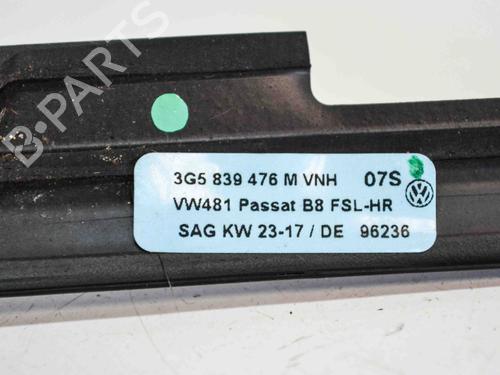 B-PARTS
3G5 839 476 M VNH 07S
VW481 Passat B8 FSL-HR
SAG KW 23-17 / DE 96236